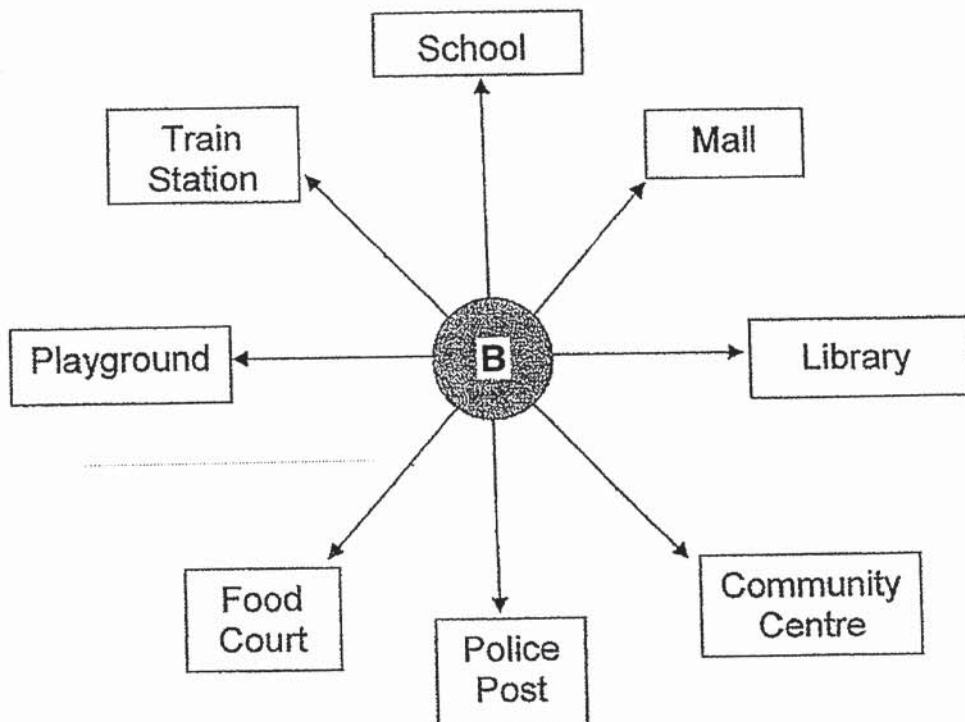 School
Train
Station
Mall
Playground
B
Library
Food
Court
Police
Post
Community
Centre